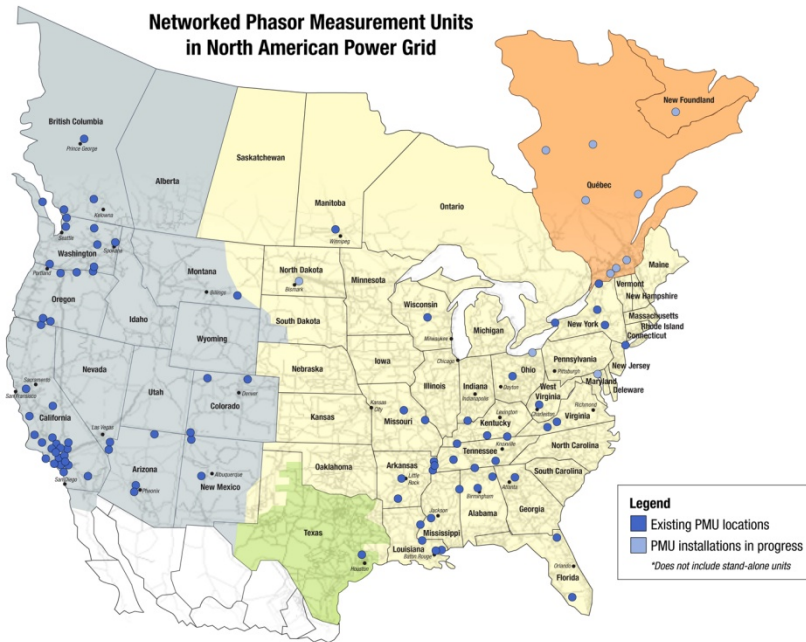 Networked Phasor Measurement Units
in North American Power Grid
New Foundland
British Columbia
Prince George
Alberta
Saskatchewan
Manitoba
Ontario
Québec
Kelowna
Winnipeg
Seattle
Spokane
Washington
Maine
Portland
Montana
North Dakota
Minnesota
Vermont
Billings
Bismark
New Hampshire
Oregon
Idaho
Wisconsin
Massachusetts
South Dakota
Michigan
New York
Rhode Island
Wyoming
Connecticut
Milwaukee
Nevada
Nebraska
Iowa
Chicago
Pennsylvania
New Jersey
Sacramento
Utah
Illinois
Indiana
Ohio
Pittsburgh
San Francisco
Colorado
Denver
Indianapolis
Dayton
West
Virginia
Maryland
Deleware
California
Kansas
Kansas
City
Missouri
Lexington
Charleston
Richmond
Virginia
Las Vegas
Kentucky
Knoxville
Tennessee
North Carolina
Arizona
Phyonix
Albuquerque
New Mexico
Oaklahoma
Arkansas
Little
Rock
South Carolina
San Diego
Birmingham
Atlanta
Alabama
Georgia
Texas
Jackson
Mississippi
Louisiana
Baton Rouge
Houston
Orlando
Florida
Legend
Existing PMU locations
PMU installations in progress
*Does not include stand-alone units